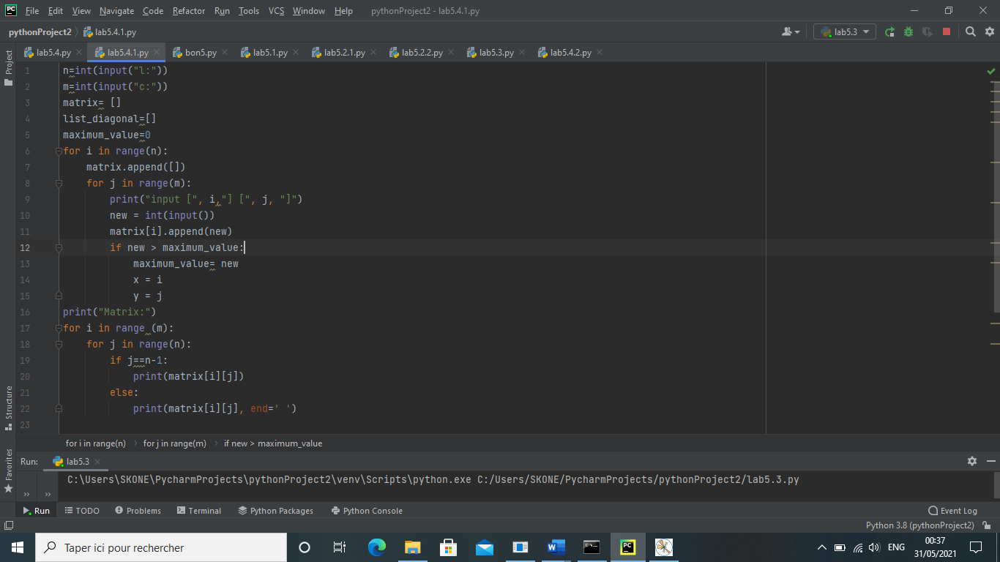 PC File Edit View Navigate Code Refactor Run Tools VCS Window Help pythonProject2 - lab5.4.1.py
pythonProject2 lab5.4.1.py lab5.3
Project
lab5.4.py lab5.4.1.py bon5.py lab5.1.py lab5.2.1.py lab5.2.2.py lab5.3.py lab5.4.2.py
1 n=int(input("l:"))
2 m=int(input("c:"))
3 matrix= []
4 list_diagonal=[]
5 maximum_value=0
6 for i in range(n):
7 matrix.append([])
8 for j in range(m):
9 print("input [", i,"] [", j, "]")
10 new = int(input())
11 matrix[i].append(new)
12 if new > maximum_value:
13 maximum_value= new
14 x = i
15 y = j
16 print("Matrix:")
17 for i in range (m):
18 for j in range(n):
19 if j==n-1:
20 print(matrix[i][j])
21 else:
22 print(matrix[i][j], end=' ')
23
Structure
Favorites
for i in range(n) for j in range(m) if new > maximum_value
Run: lab5.3
C:\Users\SKONE\PycharmProjects\pythonProject2\venv\Scripts\python.exe C:/Users/SKONE/PycharmProjects/pythonProject2/lab5.3.py
Run TODO Problems Terminal Python Packages Python Console Event Log
Python 3.8 (pythonProject2)
Taper ici pour rechercher
PC
ENG
00:37
31/05/2021